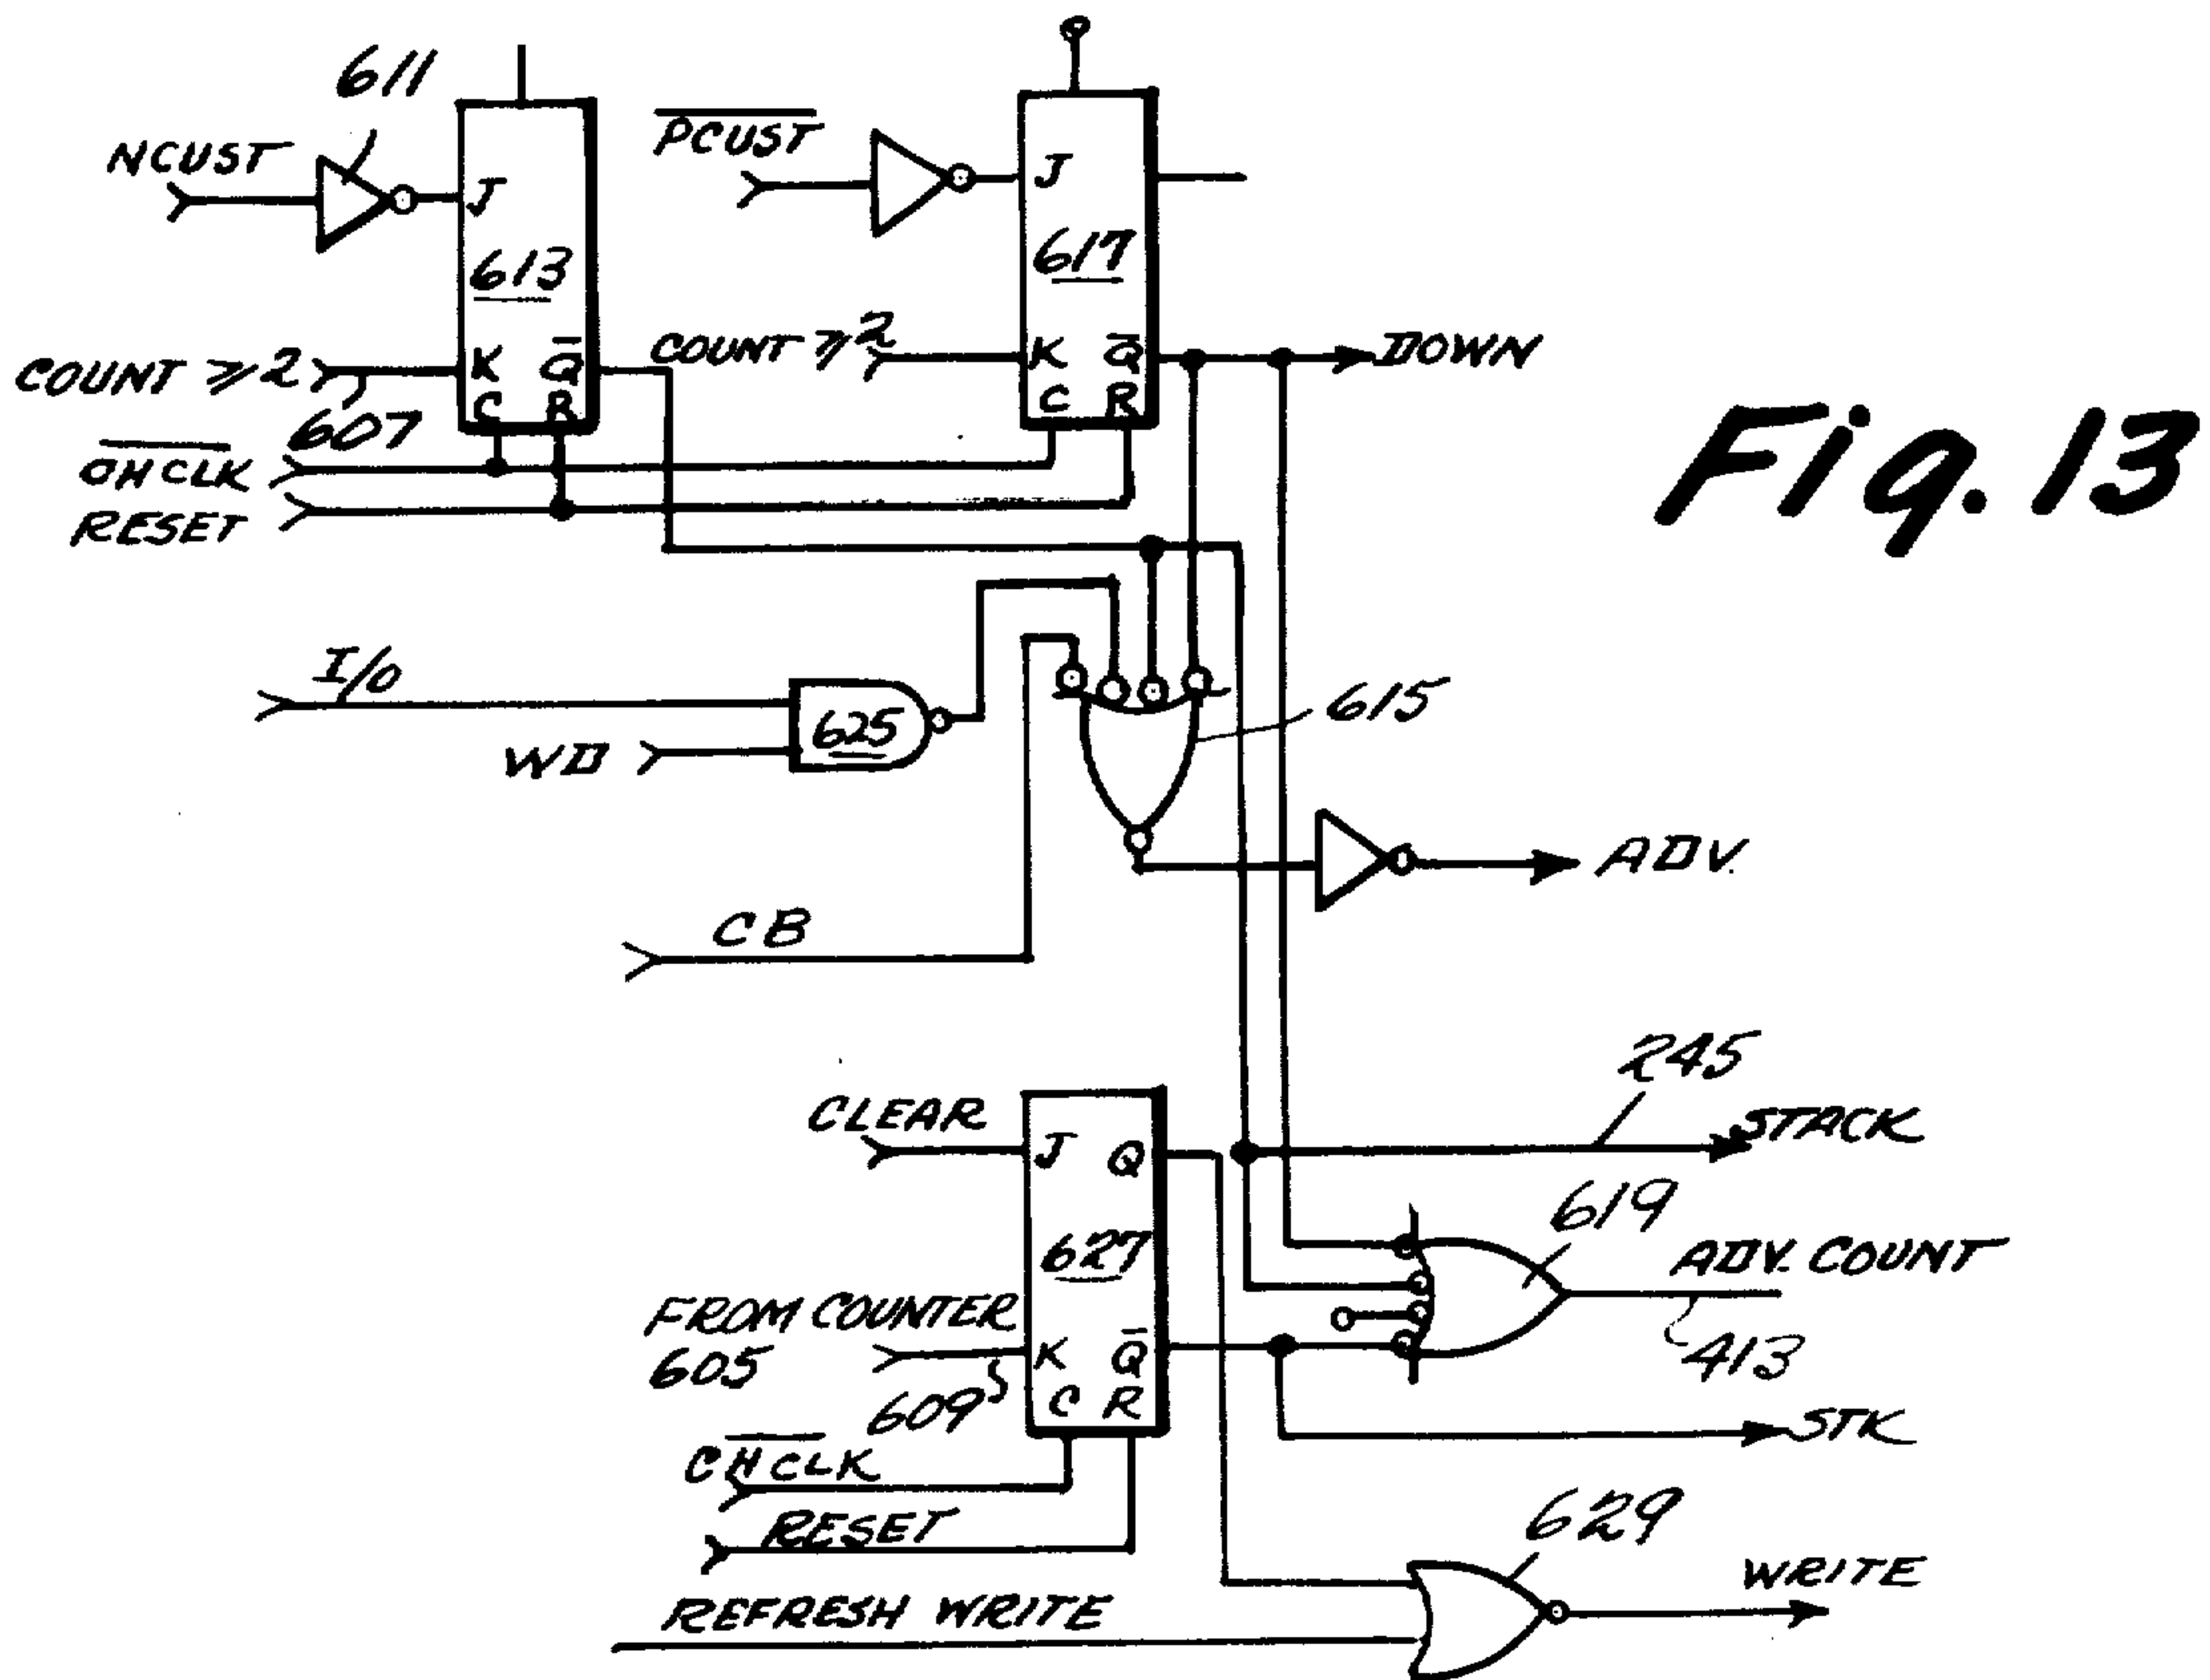 611
NCUST
PCUST
J
J
613
617
COUNT ≥2
K Q̅
COUNT ≥2
K Q̅
DOWN
C R
C R
607
Fig. 13
OHCLK
RESET
I/O
625
615
WD
ADV.
CB
245
CLEAR
J Q
STACK
619
627
ADV. COUNT
FROM COUNTER
605
K Q̅
413
609
C R
STK
CHCLK
RESET
629
REFRESH WRITE
WRITE